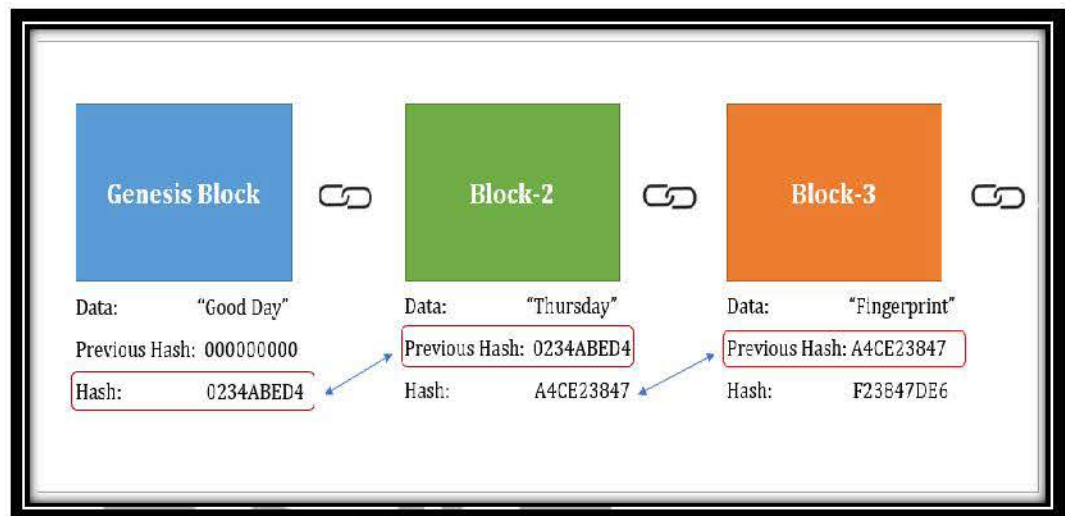 Genesis Block
Data: “Good Day”
Previous Hash: 000000000
Hash: 0234ABED4
Block-2
Data: “Thursday”
Previous Hash: 0234ABED4
Hash: A4CE23847
Block-3
Data: “Fingerprint”
Previous Hash: A4CE23847
Hash: F23847DE6